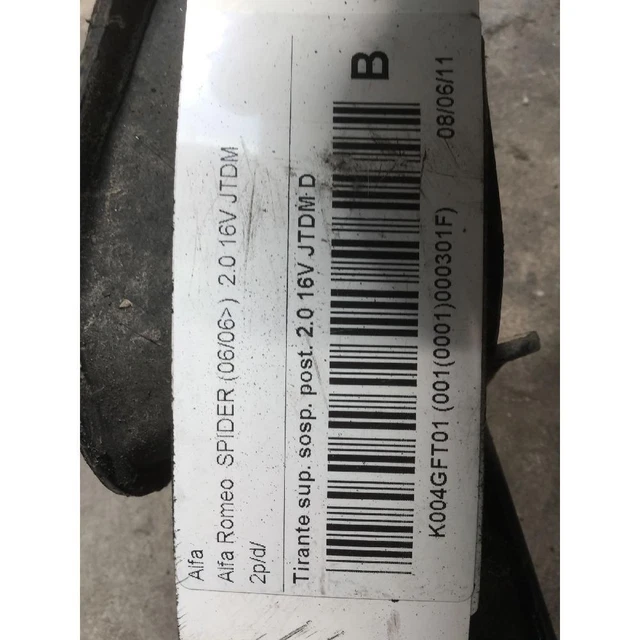 Alfa
Alfa Romeo SPIDER (06/06>) 2.0 16V JTDM
2p/d/
Tirante sup. sosp. post. 2.0 16V JTDM D
B
K004GFT01 (001(0001)000301F) 08/06/11